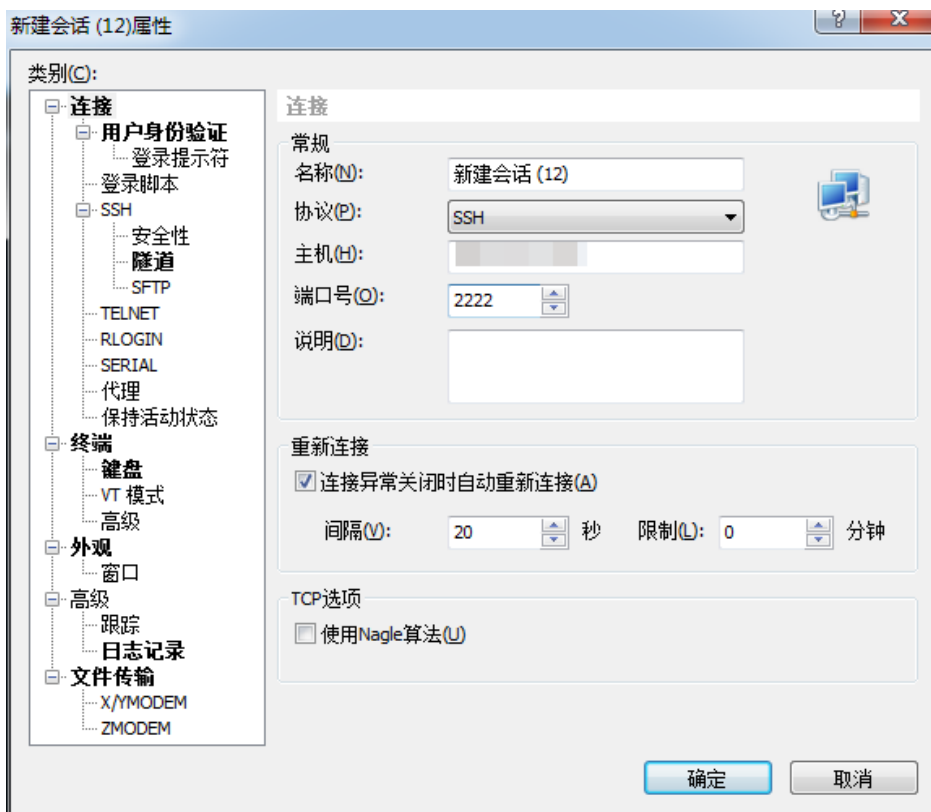 新建会话 (12)属性
类别(C):
连接
用户身份验证
登录提示符
登录脚本
SSH
安全性
隧道
SFTP
TELNET
RLOGIN
SERIAL
代理
保持活动状态
终端
键盘
VT 模式
高级
外观
窗口
高级
跟踪
日志记录
文件传输
X/YMODEM
ZMODEM
连接
常规
名称(N): 新建会话 (12)
协议(P): SSH
主机(H):
端口号(O): 2222
说明(D):
重新连接
连接异常关闭时自动重新连接(A)
间隔(V): 20 秒 限制(L): 0 分钟
TCP选项
使用Nagle算法(U)
确定 取消